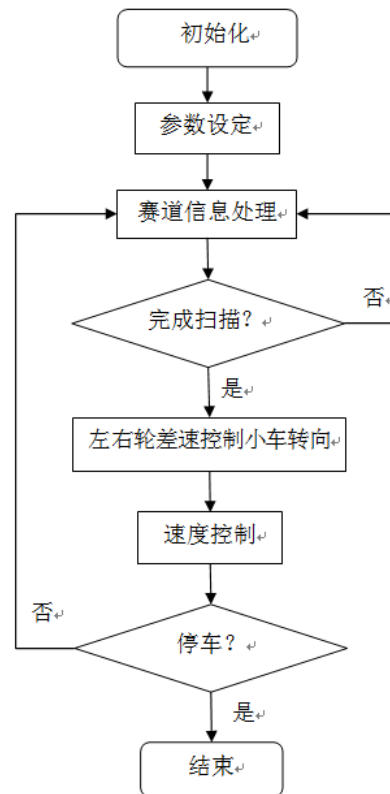 初始化
参数设定
赛道信息处理
完成扫描?
否
是
左右轮差速控制小车转向
速度控制
否
停车?
是
结束